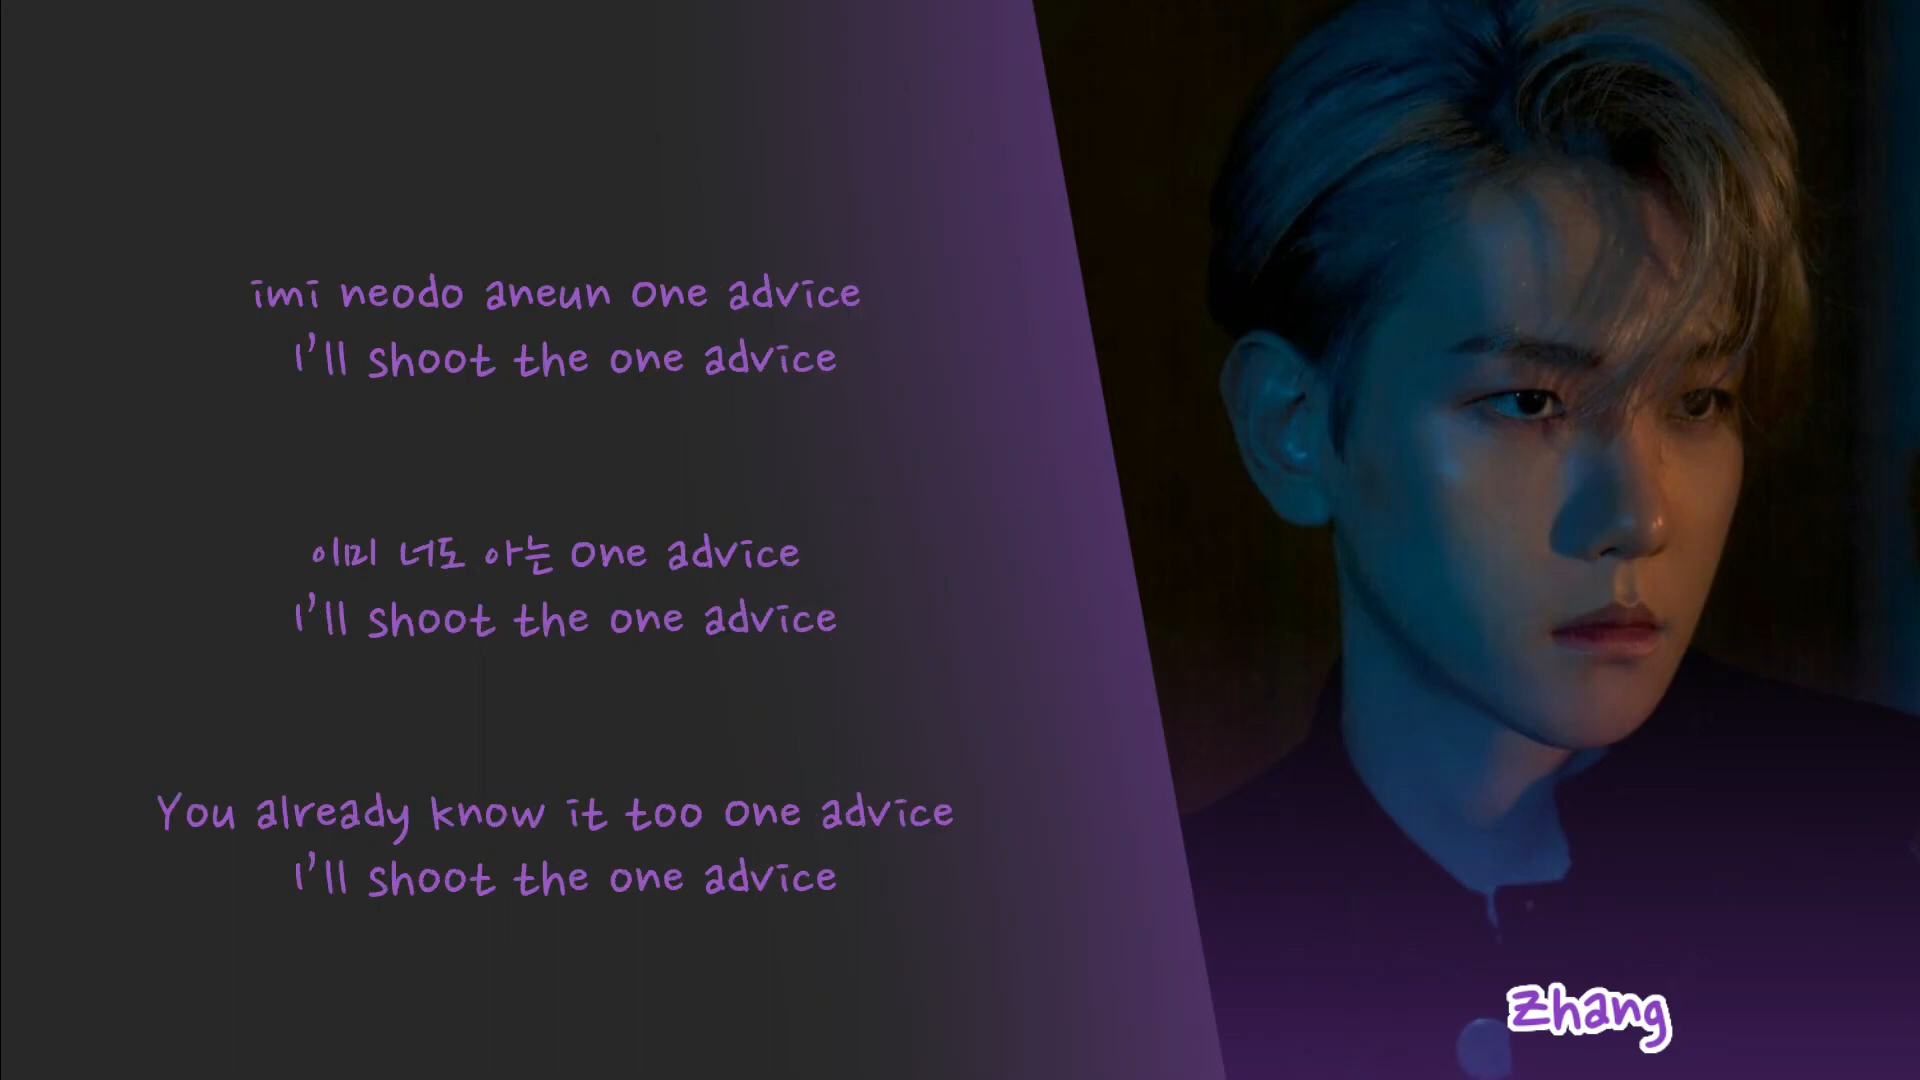 imi neodo aneun One advice
I'll shoot the one advice
이미 너도 아는 One advice
I'll shoot the one advice
You already know it too One advice
I'll shoot the one advice
Zhang